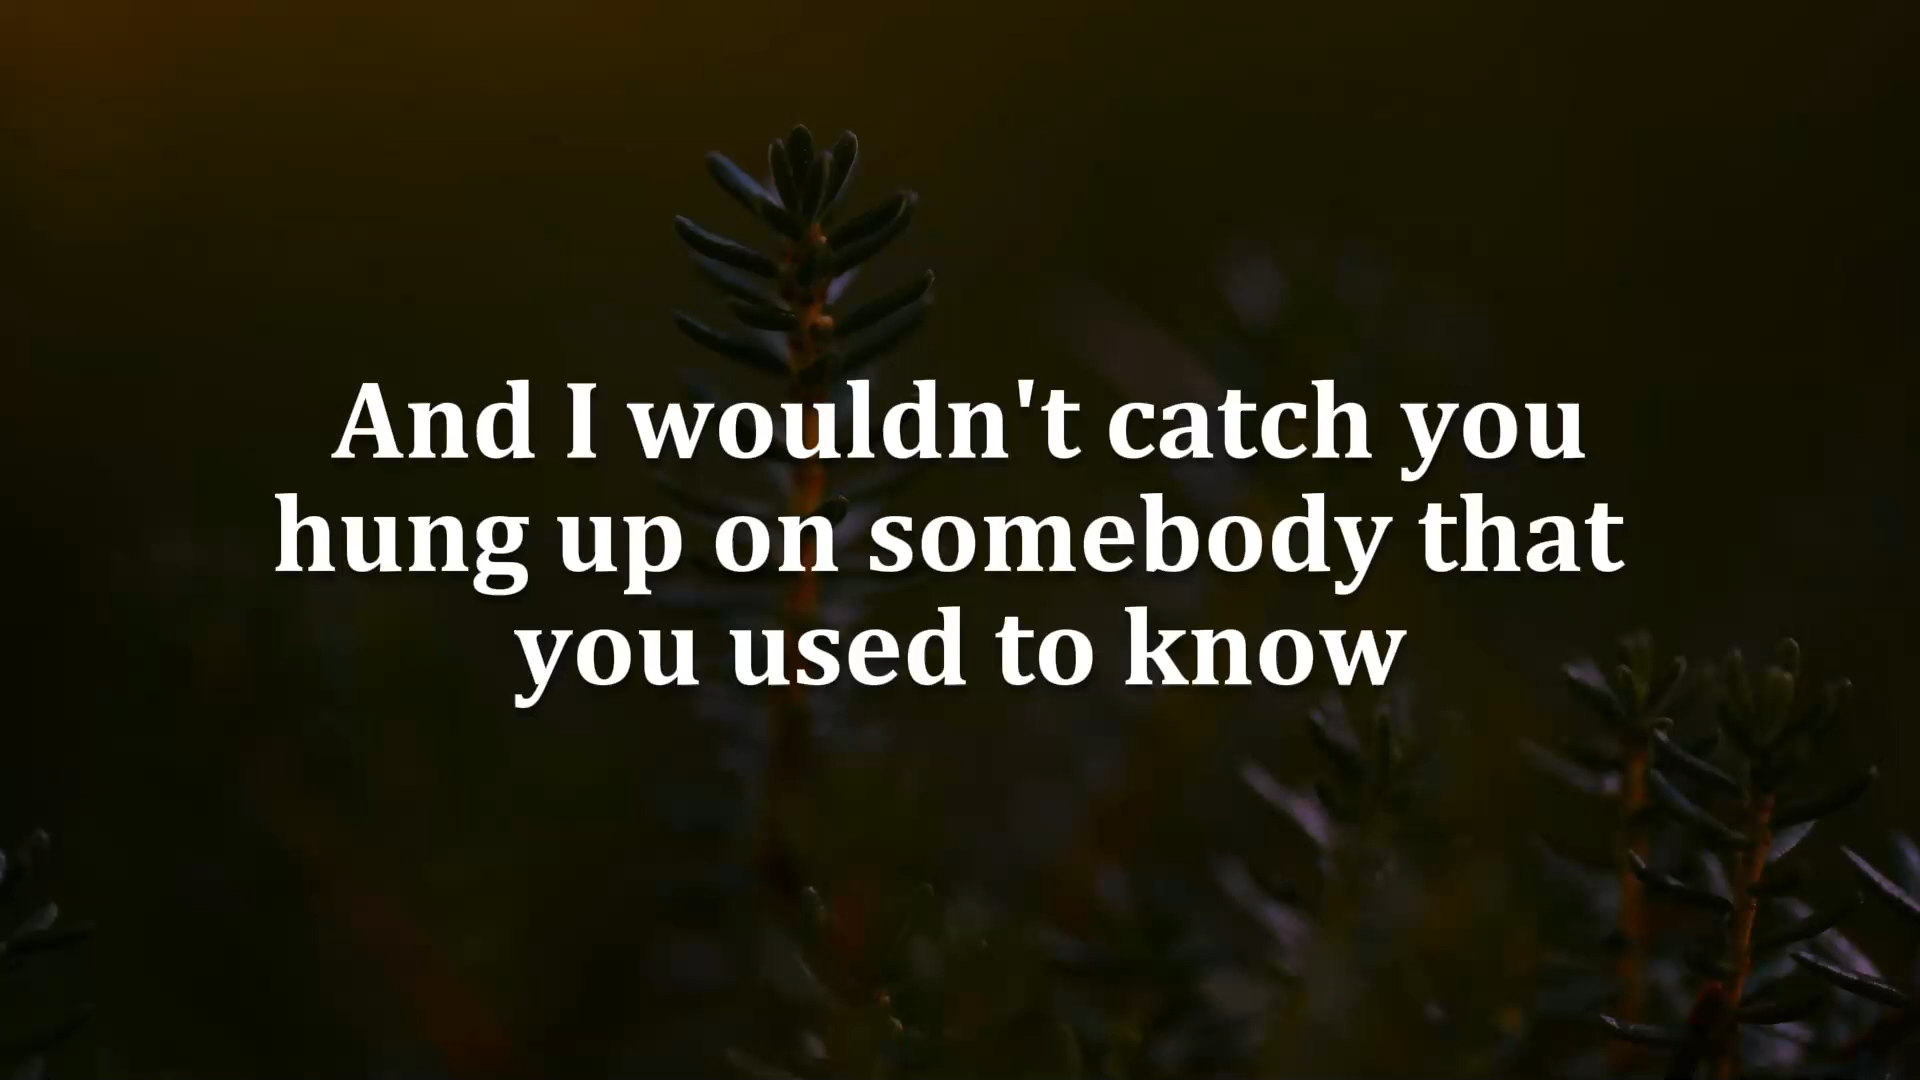 And I wouldn't catch you
hung up on somebody that
you used to know